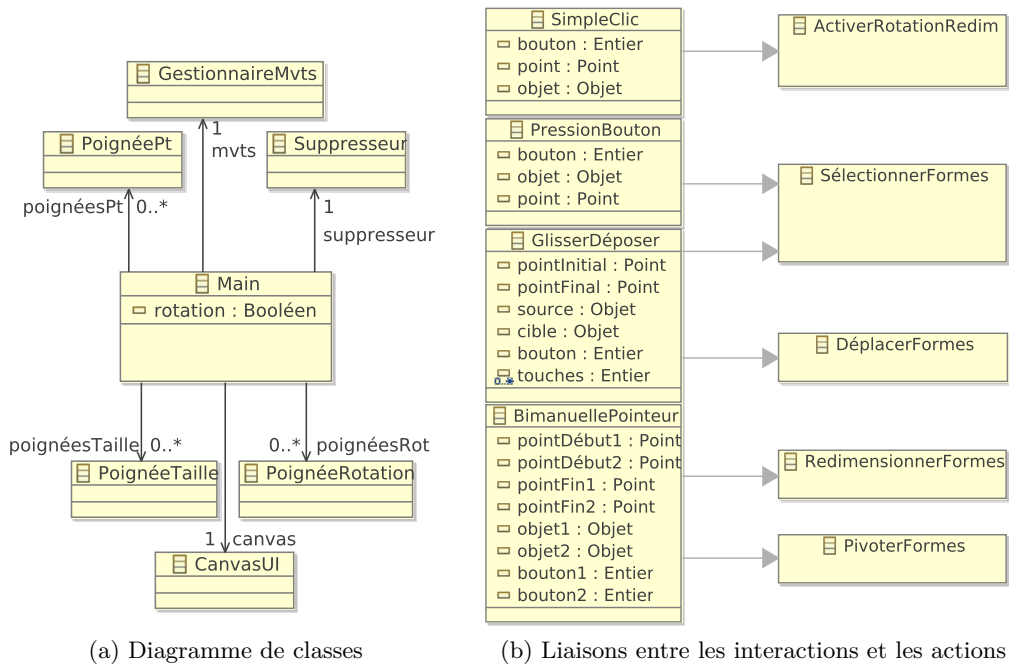 GestionnaireMvts
PoignéePt
1
mvts
Suppresseur
poignéesPt 0..*
1
suppresseur
Main
rotation : Booléen
poignéesTaille 0..*
0..* poignéesRot
PoignéeTaille
PoignéeRotation
1 canvas
CanvasUI
(a) Diagramme de classes
SimpleClic
bouton : Entier
point : Point
objet : Objet
ActiverRotationRedim
PressionBouton
bouton : Entier
objet : Objet
point : Point
SélectionnerFormes
GlisserDéposer
pointInitial : Point
pointFinal : Point
source : Objet
cible : Objet
bouton : Entier
0..* touches : Entier
DéplacerFormes
BimanuellePointeur
pointDébut1 : Point
pointDébut2 : Point
pointFin1 : Point
pointFin2 : Point
objet1 : Objet
objet2 : Objet
bouton1 : Entier
bouton2 : Entier
RedimensionnerFormes
PivoterFormes
(b) Liaisons entre les interactions et les actions